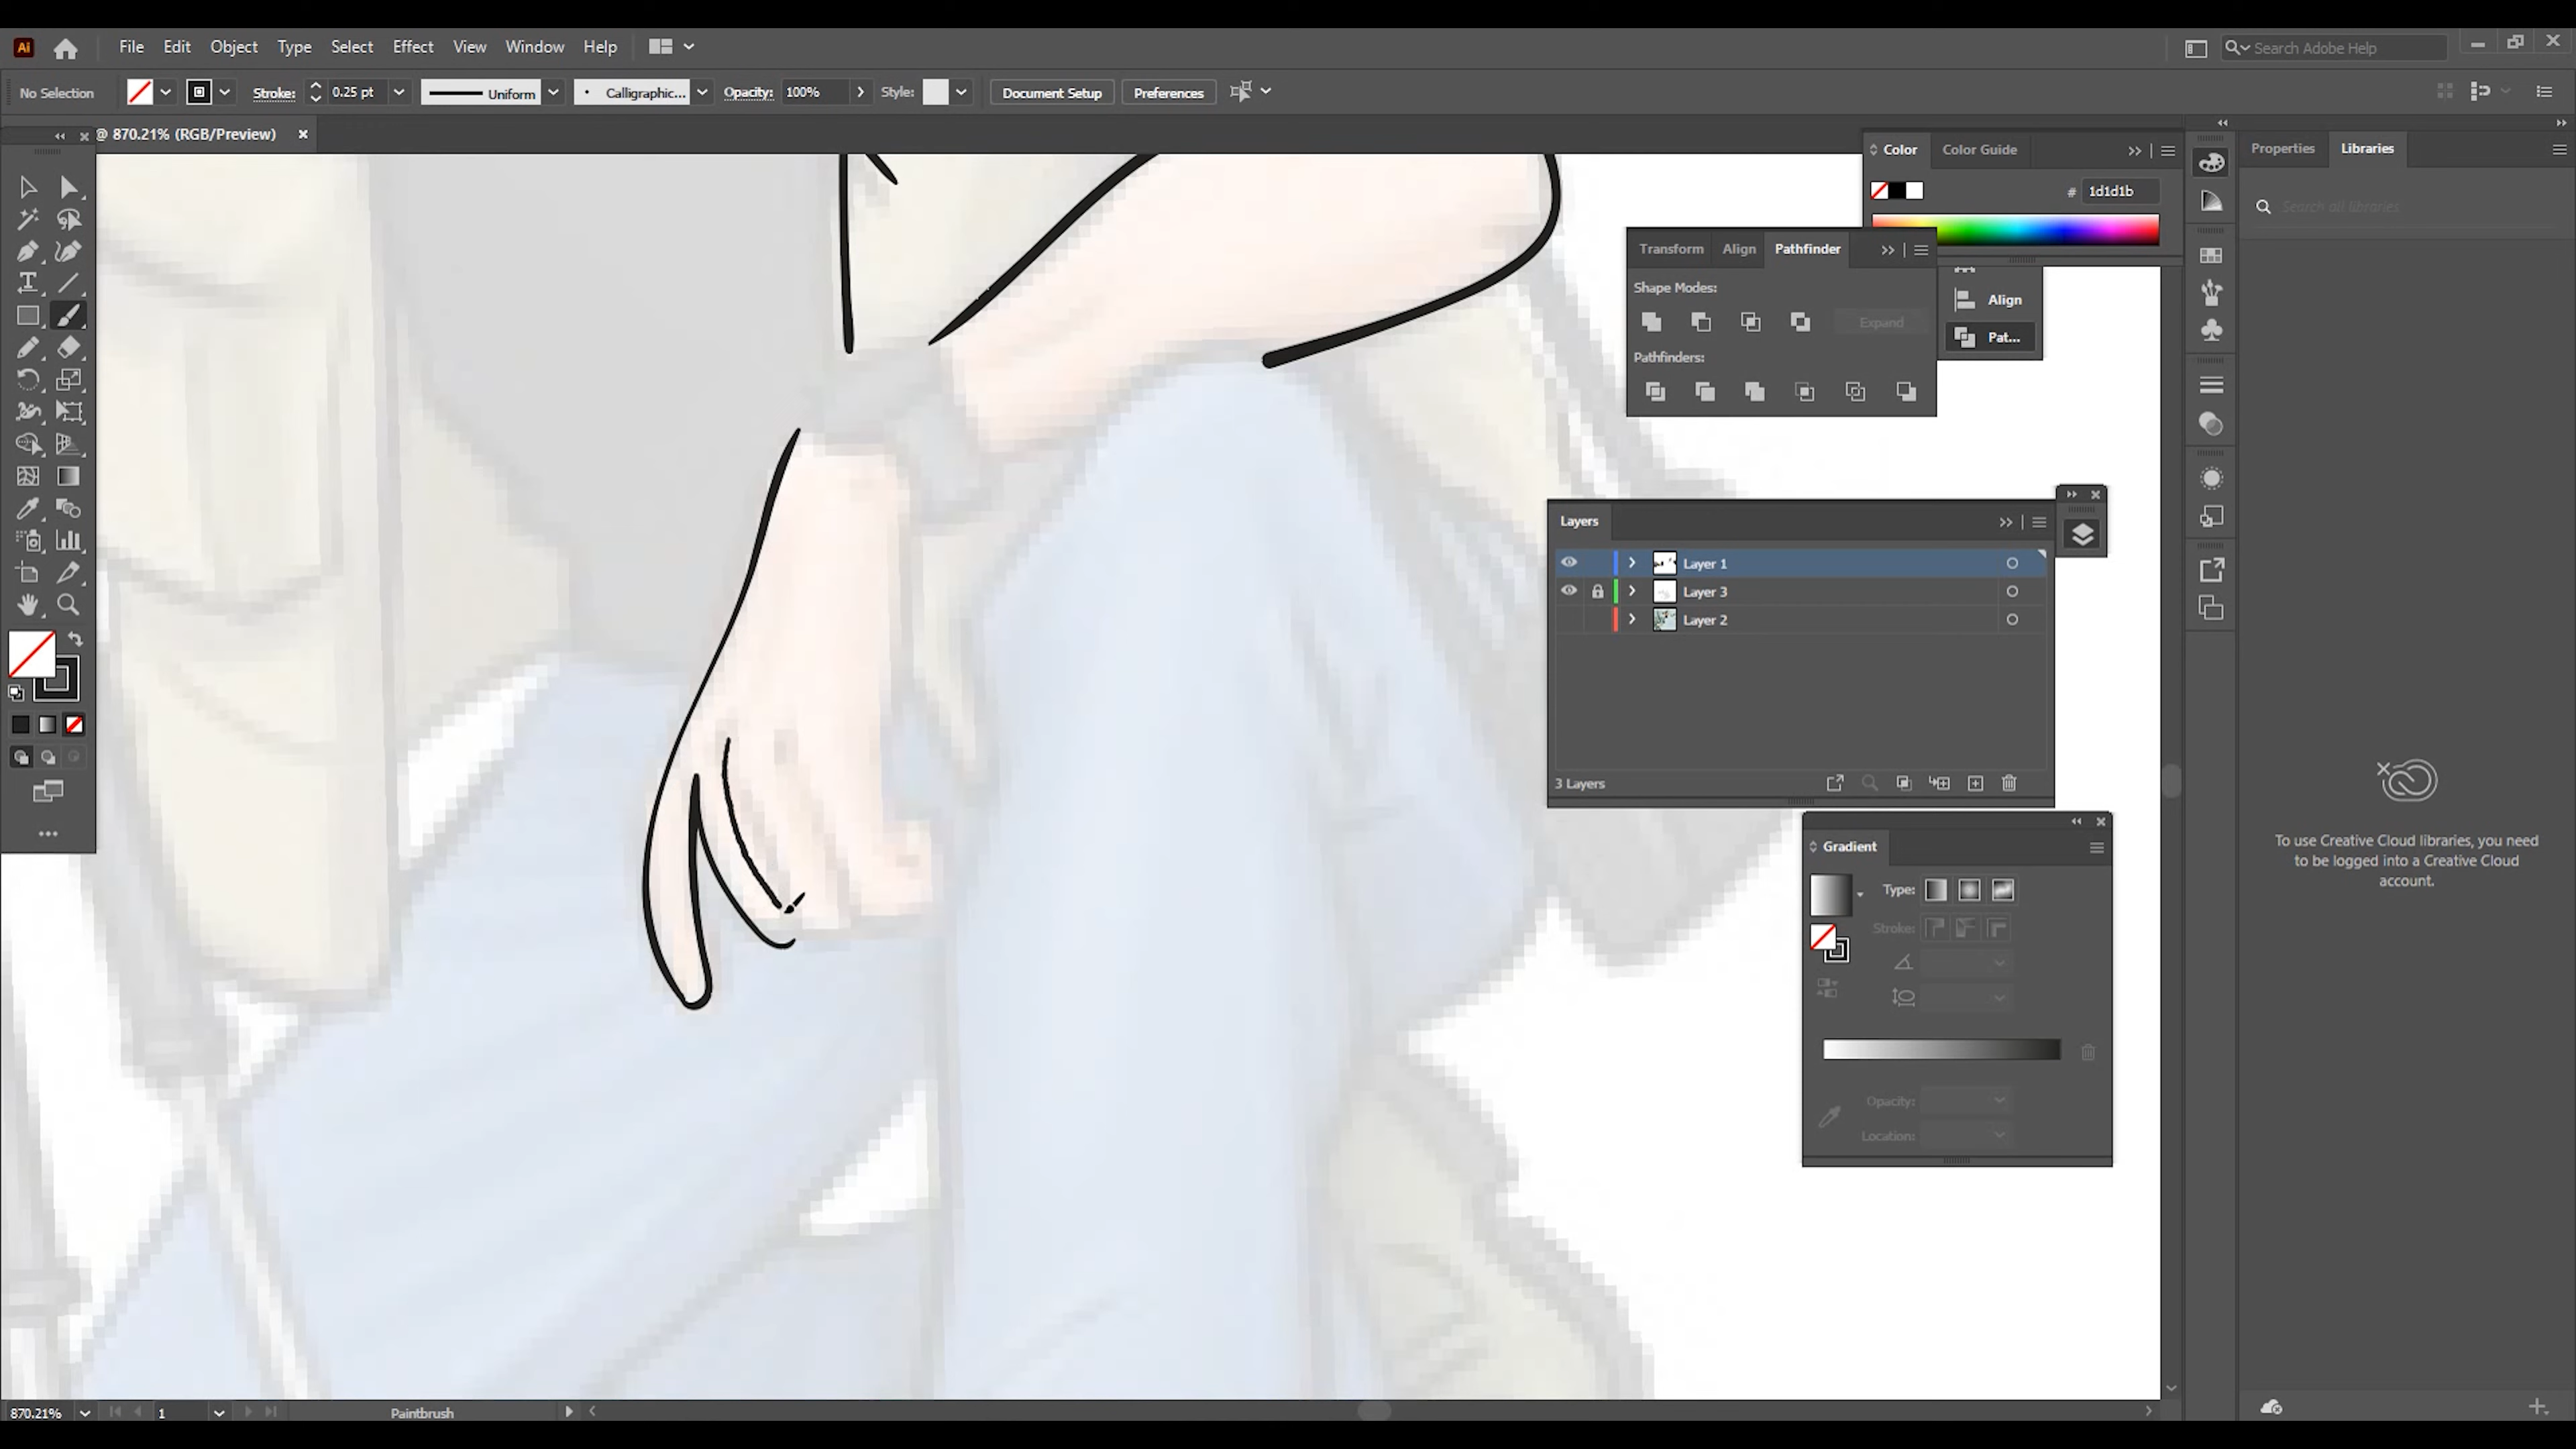 Ai File Edit Object Type Select Effect View Window Help Search Adobe Help
No Selection Stroke: 0.25 pt Uniform Calligraphic... Opacity: 100% Style: Document Setup Preferences
@ 870.21% (RGB/Preview)
Color Color Guide
# 1d1d1b
Properties Libraries
Search all libraries
Transform Align Pathfinder
Shape Modes:
Expand
Pathfinders:
Align
Pat...
Layers
Layer 1
Layer 3
Layer 2
3 Layers
Gradient
Type:
Stroke:
Opacity:
Location:
To use Creative Cloud libraries, you need
to be logged into a Creative Cloud
account.
870.21% 1 Paintbrush